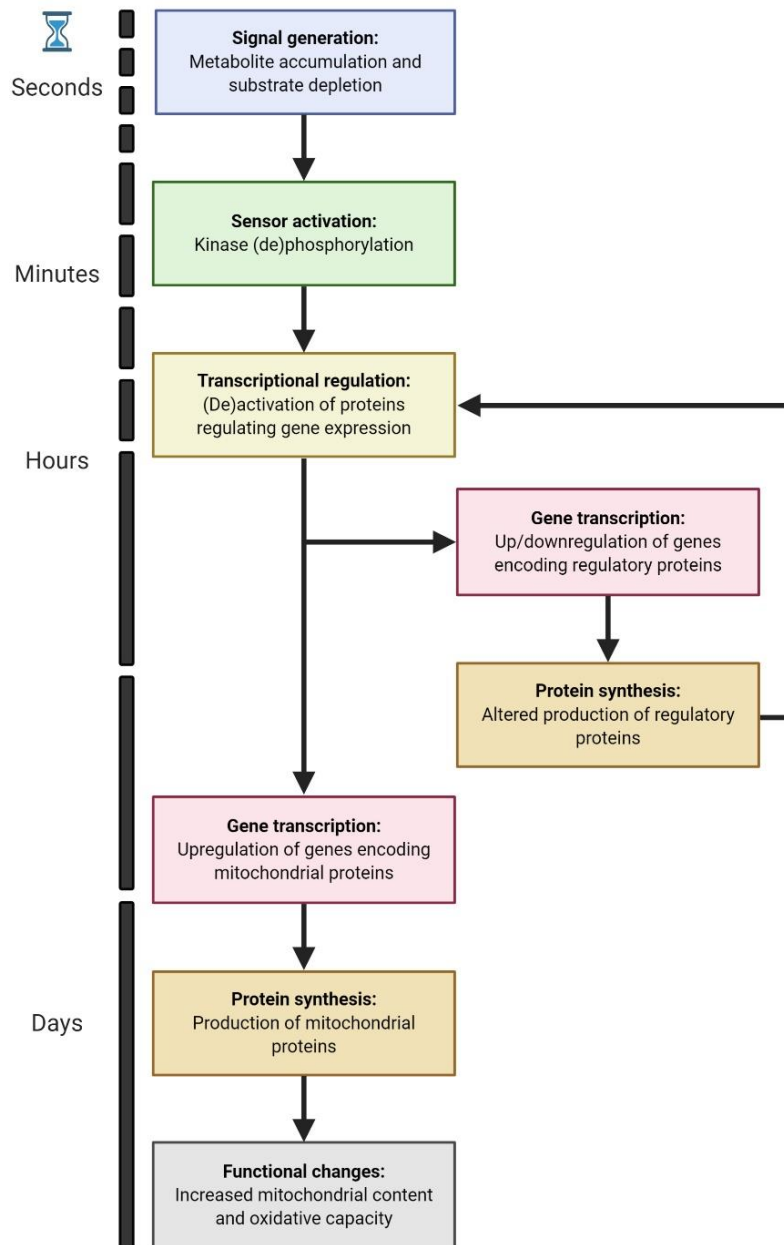 Seconds
Signal generation:
Metabolite accumulation and
substrate depletion
Sensor activation:
Kinase (de)phosphorylation
Minutes
Transcriptional regulation:
(De)activation of proteins
regulating gene expression
Hours
Gene transcription:
Up/downregulation of genes
encoding regulatory proteins
Protein synthesis:
Altered production of regulatory
proteins
Gene transcription:
Upregulation of genes encoding
mitochondrial proteins
Days
Protein synthesis:
Production of mitochondrial
proteins
Functional changes:
Increased mitochondrial content
and oxidative capacity